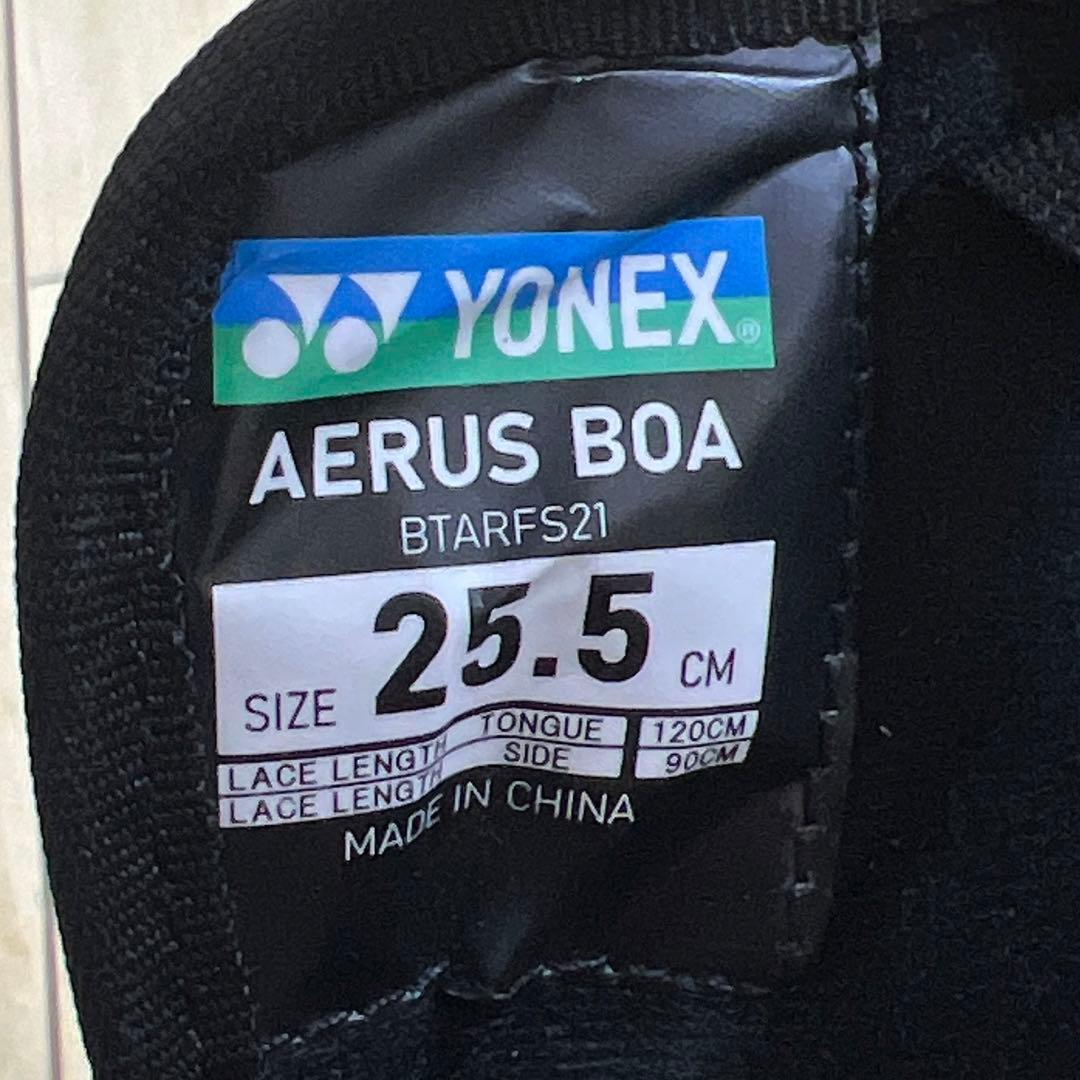 YONEX®
AERUS BOA
BTARFS21
SIZE 25.5 CM
LACE LENGTH TONGUE 120CM
LACE LENGTH SIDE 90CM
MADE IN CHINA